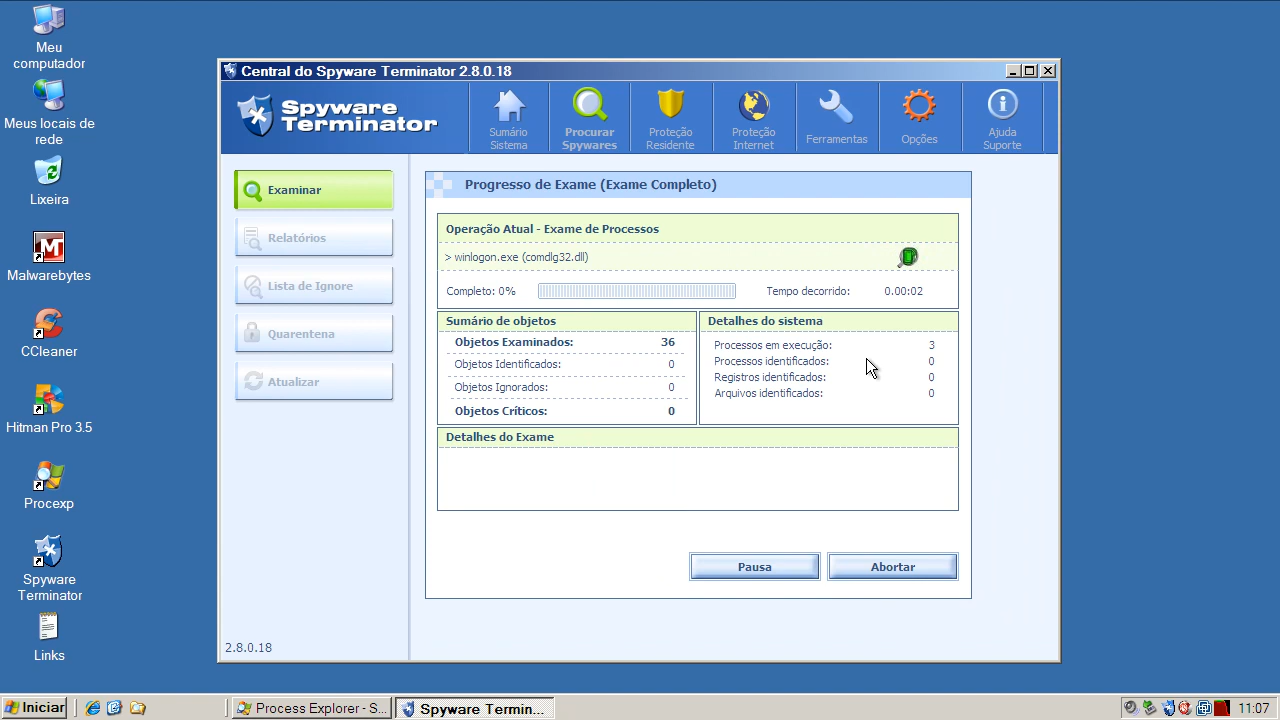 Meu
computador
Meus locais de
rede
Lixeira
Malwarebytes
CCleaner
Hitman Pro 3.5
Procexp
Spyware
Terminator
Links
Central do Spyware Terminator 2.8.0.18
Spyware
Terminator
Sumário
Sistema
Procurar
Spywares
Proteção
Residente
Proteção
Internet
Ferramentas
Opções
Ajuda
Suporte
Examinar
Relatórios
Lista de Ignore
Quarentena
Atualizar
2.8.0.18
Progresso de Exame (Exame Completo)
Operação Atual - Exame de Processos
> winlogon.exe (comdlg32.dll)
Completo: 0% Tempo decorrido: 0.00:02
Sumário de objetos
Objetos Examinados: 36
Objetos Identificados: 0
Objetos Ignorados: 0
Objetos Críticos: 0
Detalhes do sistema
Processos em execução: 3
Processos identificados: 0
Registros identificados: 0
Arquivos identificados: 0
Detalhes do Exame
Pausa Abortar
Iniciar Process Explorer - S... Spyware Termin... 11:07